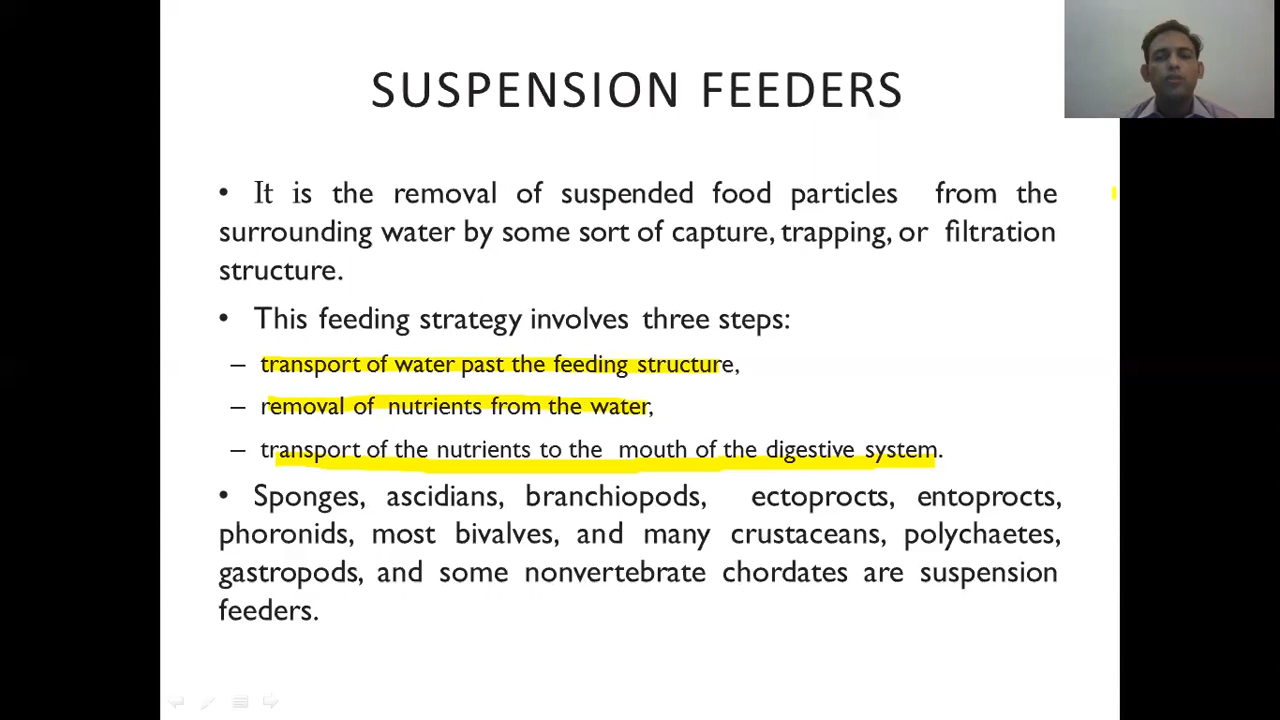 SUSPENSION FEEDERS
• It is the removal of suspended food particles from the
surrounding water by some sort of capture, trapping, or filtration
structure.
• This feeding strategy involves three steps:
– transport of water past the feeding structure,
– removal of nutrients from the water,
– transport of the nutrients to the mouth of the digestive system.
• Sponges, ascidians, branchiopods, ectoprocts, entoprocts,
phoronids, most bivalves, and many crustaceans, polychaetes,
gastropods, and some nonvertebrate chordates are suspension
feeders.